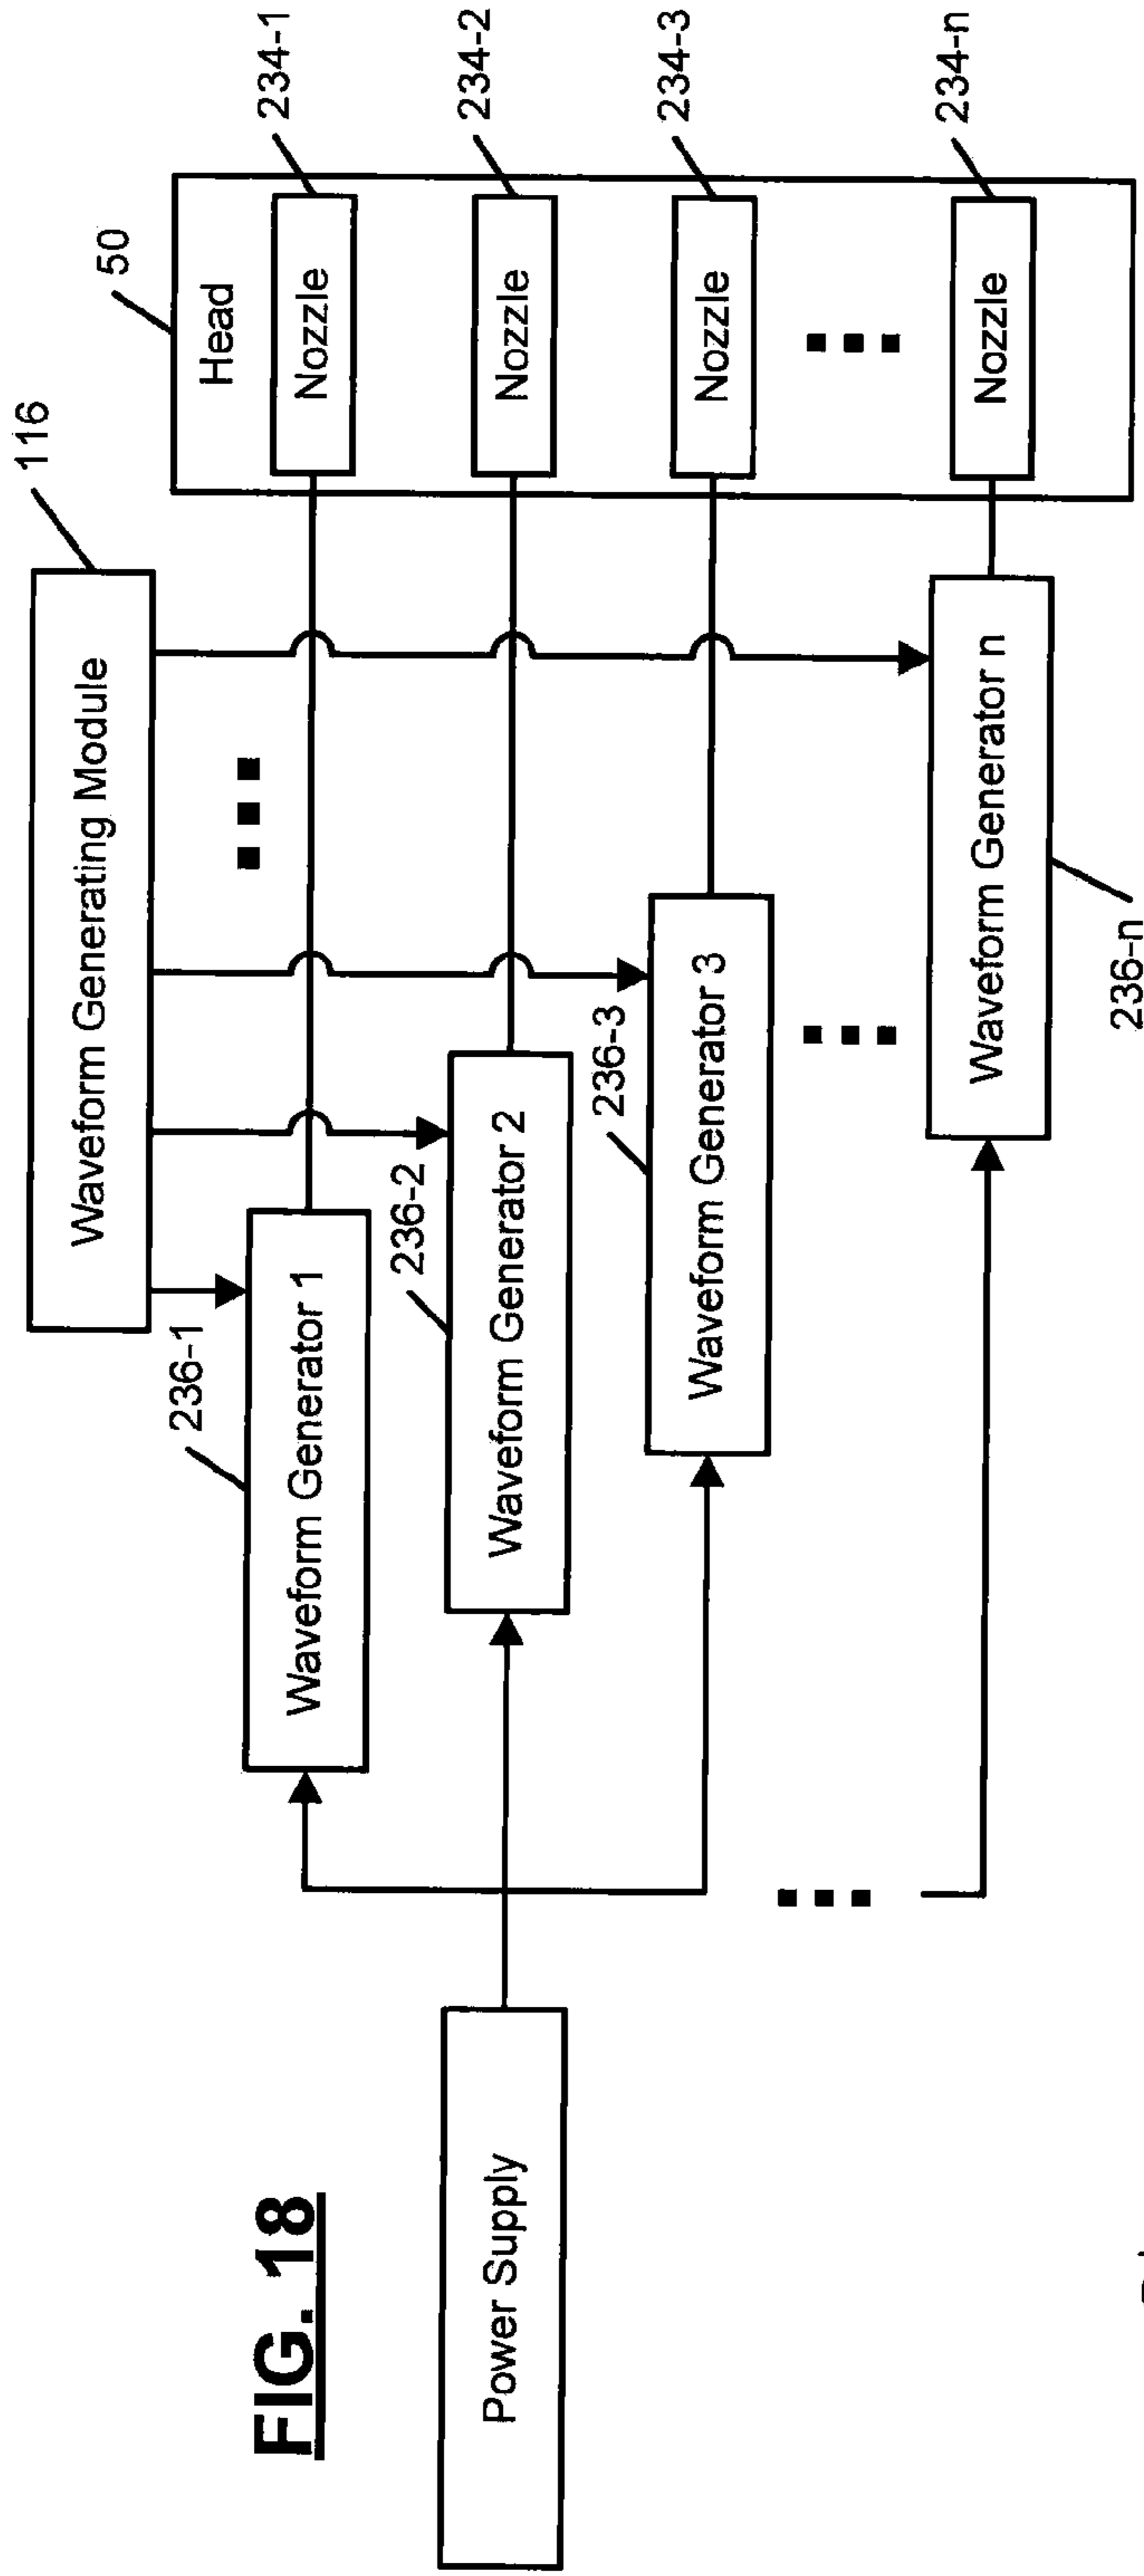 FIG. 18
Waveform Generating Module
116
50
Head
236-1
Waveform Generator 1
Nozzle
234-1
236-2
Waveform Generator 2
Nozzle
234-2
Power Supply
236-3
Waveform Generator 3
Nozzle
234-3
Waveform Generator n
236-n
Nozzle
234-n